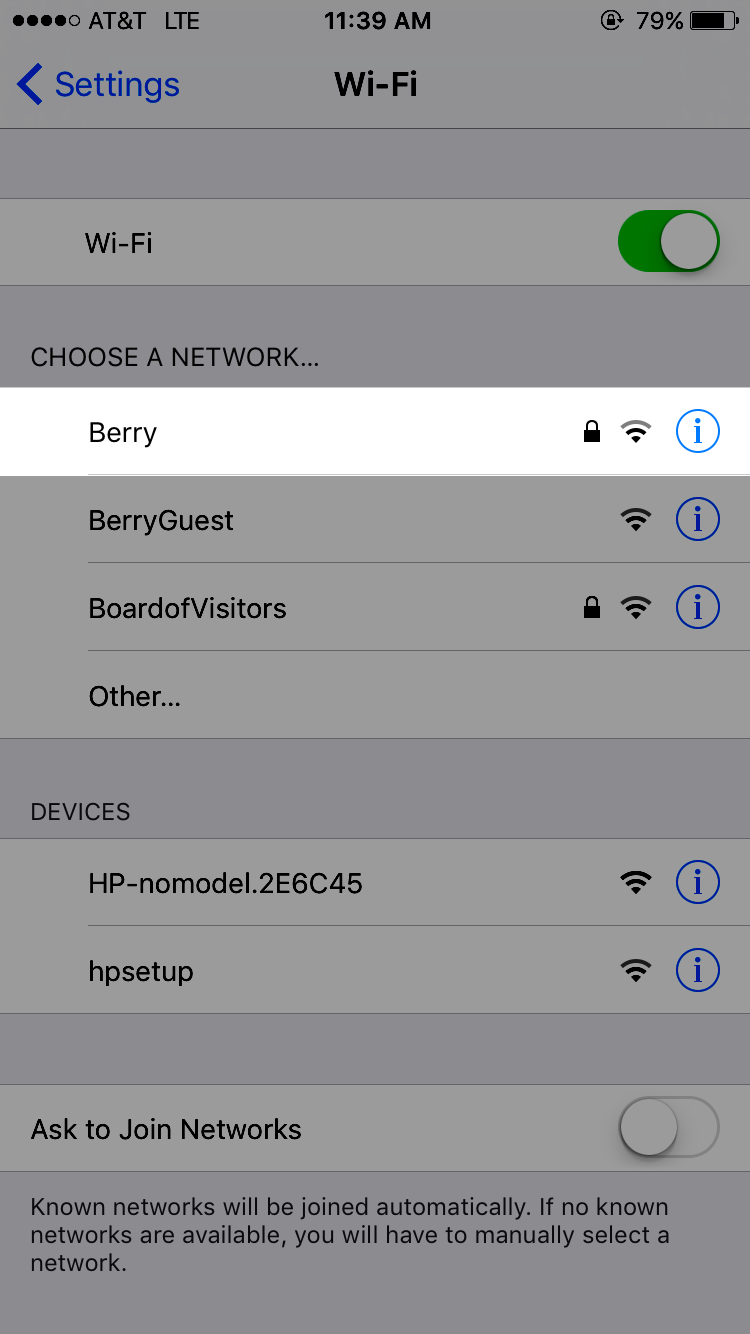 AT&T LTE 11:39 AM 79%
Settings Wi-Fi
Wi-Fi
CHOOSE A NETWORK...
Berry
BerryGuest
BoardofVisitors
Other...
DEVICES
HP-nomodel.2E6C45
hpsetup
Ask to Join Networks
Known networks will be joined automatically. If no known
networks are available, you will have to manually select a
network.